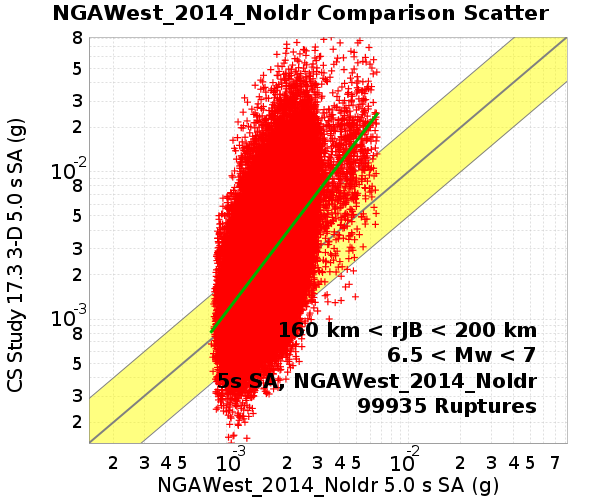 NGAWest_2014_NoIdr Comparison Scatter
CS Study 17.3 3-D 5.0 s SA (g)
8
5
3
2
10-2
8
5
3
2
10-3
8
5
3
2
160 km < rJB < 200 km
6.5 < Mw < 7
5s SA, NGAWest_2014_NoIdr
99935 Ruptures
2 3 4 5 10-3 2 3 4 5 10-2 2 3 4 5 7
NGAWest_2014_NoIdr 5.0 s SA (g)